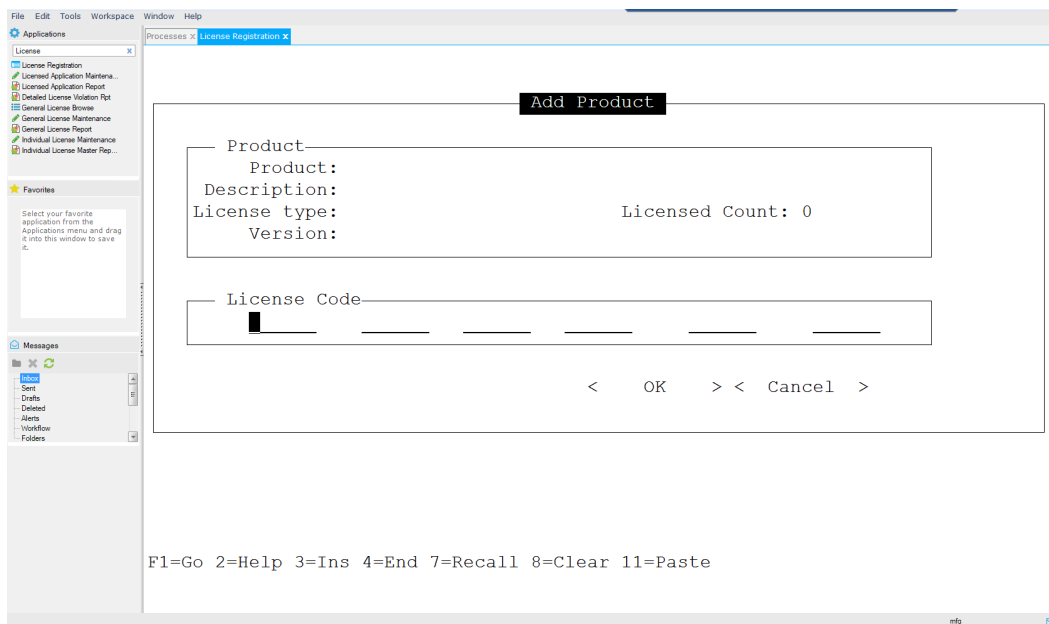 File Edit Tools Workspace Window Help
Applications
License x
License Registration
Licensed Application Maintena...
Licensed Application Report
Detailed License Violation Rpt
General License Browse
General License Maintenance
General License Report
Individual License Maintenance
Individual License Master Rep...
Favorites
Select your favorite
application from the
Applications menu and drag
it into this window to save
it.
Messages
Inbox
Sent
Drafts
Deleted
Alerts
Workflow
Folders
Processes x License Registration x
Add Product
Product
Product:
Description:
License type: Licensed Count: 0
Version:
License Code
< OK > < Cancel >
F1=Go 2=Help 3=Ins 4=End 7=Recall 8=Clear 11=Paste
mfg